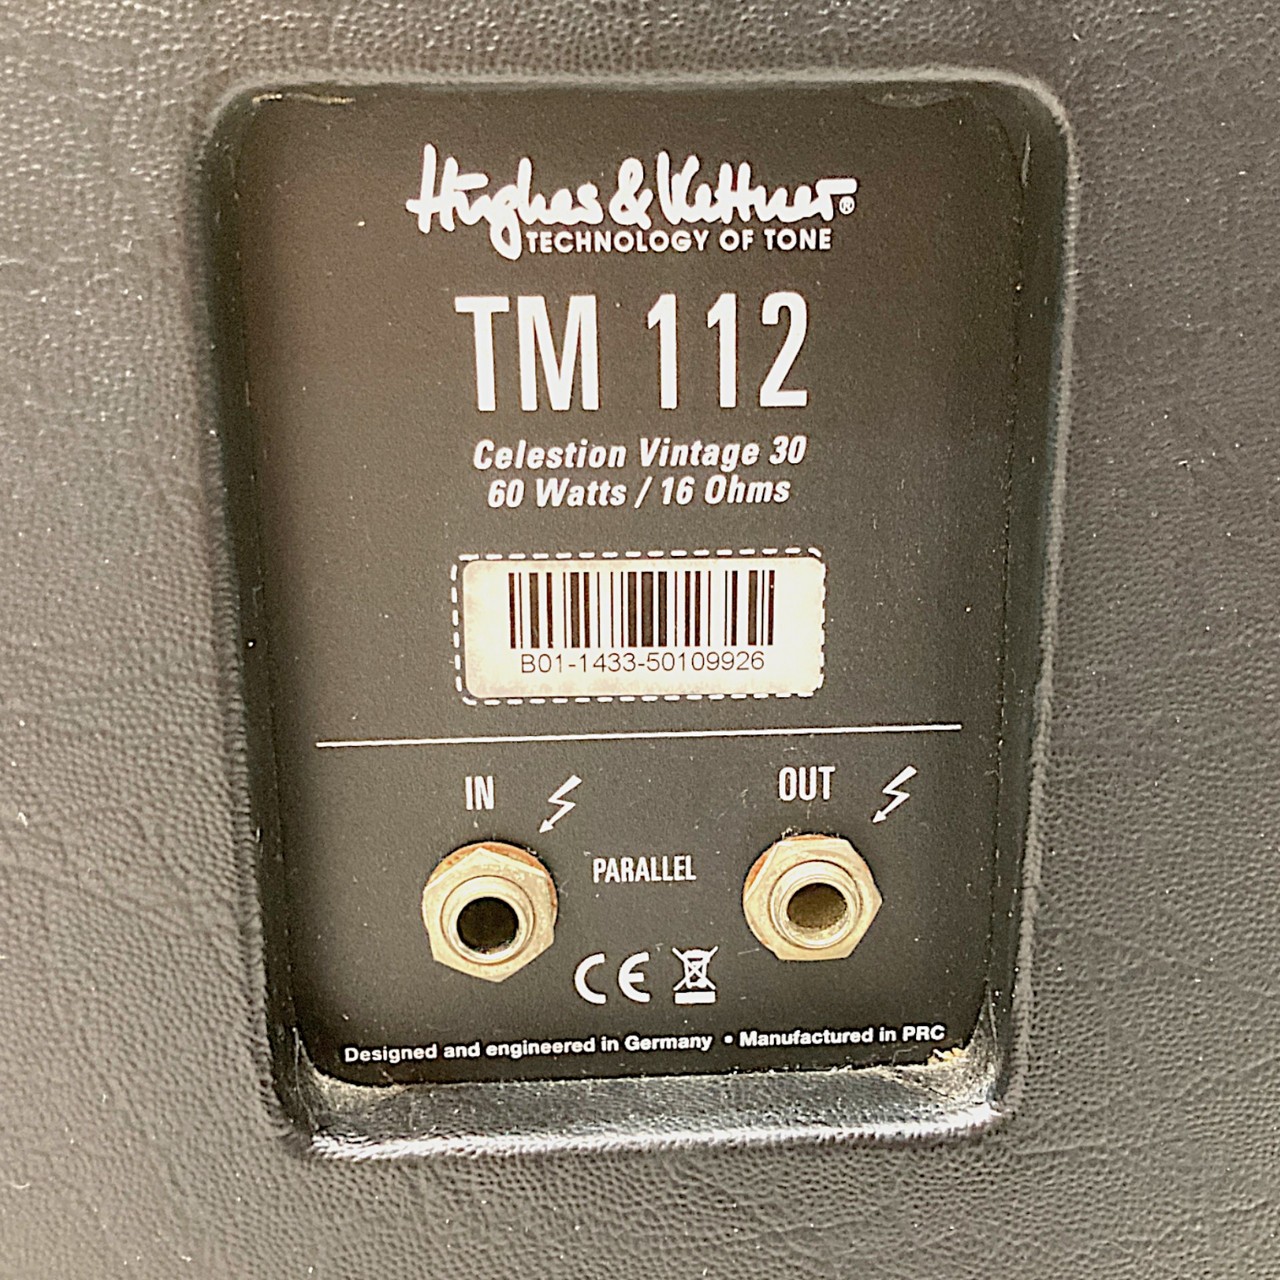 Hughes & Kettner®
TECHNOLOGY OF TONE
TM 112
Celestion Vintage 30
60 Watts / 16 Ohms
B01-1433-50109926
IN
OUT
PARALLEL
CE
Designed and engineered in Germany • Manufactured in PRC